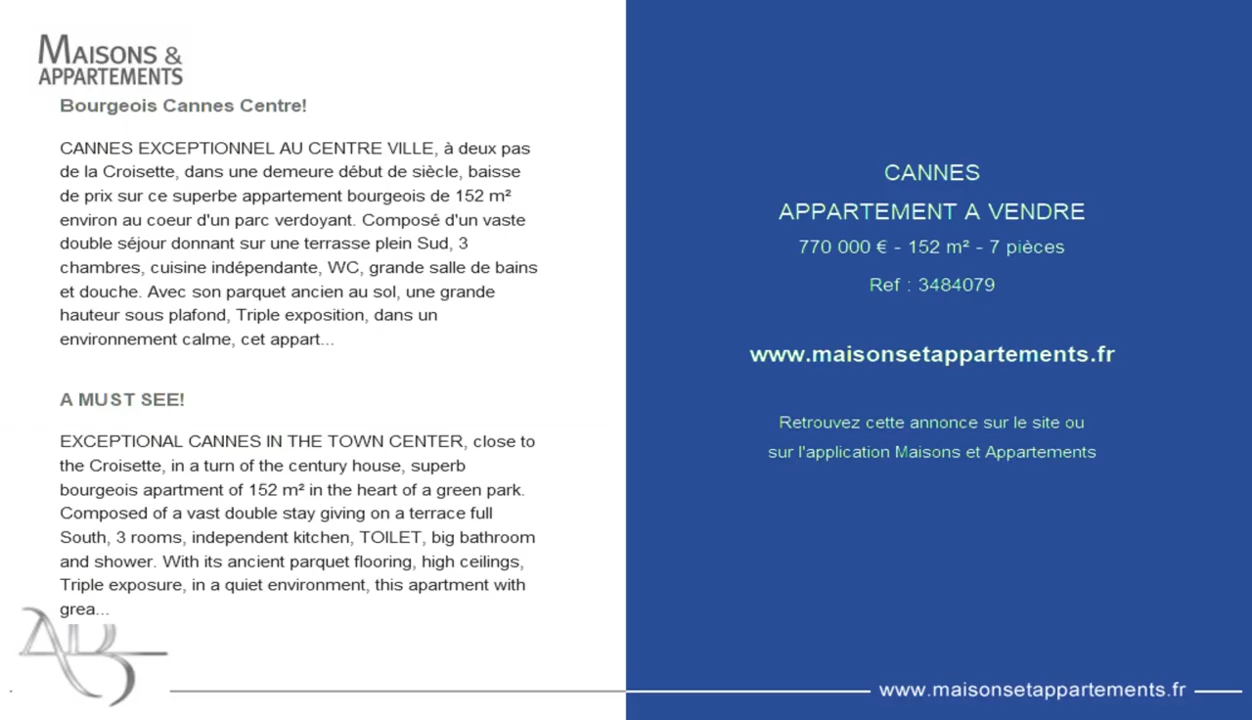 MAISONS &
APPARTEMENTS
Bourgeois Cannes Centre!
CANNES EXCEPTIONNEL AU CENTRE VILLE, à deux pas
de la Croisette, dans une demeure début de siècle, baisse
de prix sur ce superbe appartement bourgeois de 152 m²
environ au coeur d'un parc verdoyant. Composé d'un vaste
double séjour donnant sur une terrasse plein Sud, 3
chambres, cuisine indépendante, WC, grande salle de bains
et douche. Avec son parquet ancien au sol, une grande
hauteur sous plafond, Triple exposition, dans un
environnement calme, cet appart...
A MUST SEE!
EXCEPTIONAL CANNES IN THE TOWN CENTER, close to
the Croisette, in a turn of the century house, superb
bourgeois apartment of 152 m² in the heart of a green park.
Composed of a vast double stay giving on a terrace full
South, 3 rooms, independent kitchen, TOILET, big bathroom
and shower. With its ancient parquet flooring, high ceilings,
Triple exposure, in a quiet environment, this apartment with
grea...
AB
CANNES
APPARTEMENT A VENDRE
770 000 € - 152 m² - 7 pièces
Ref : 3484079
www.maisonsetappartements.fr
Retrouvez cette annonce sur le site ou
sur l'application Maisons et Appartements
www.maisonsetappartements.fr